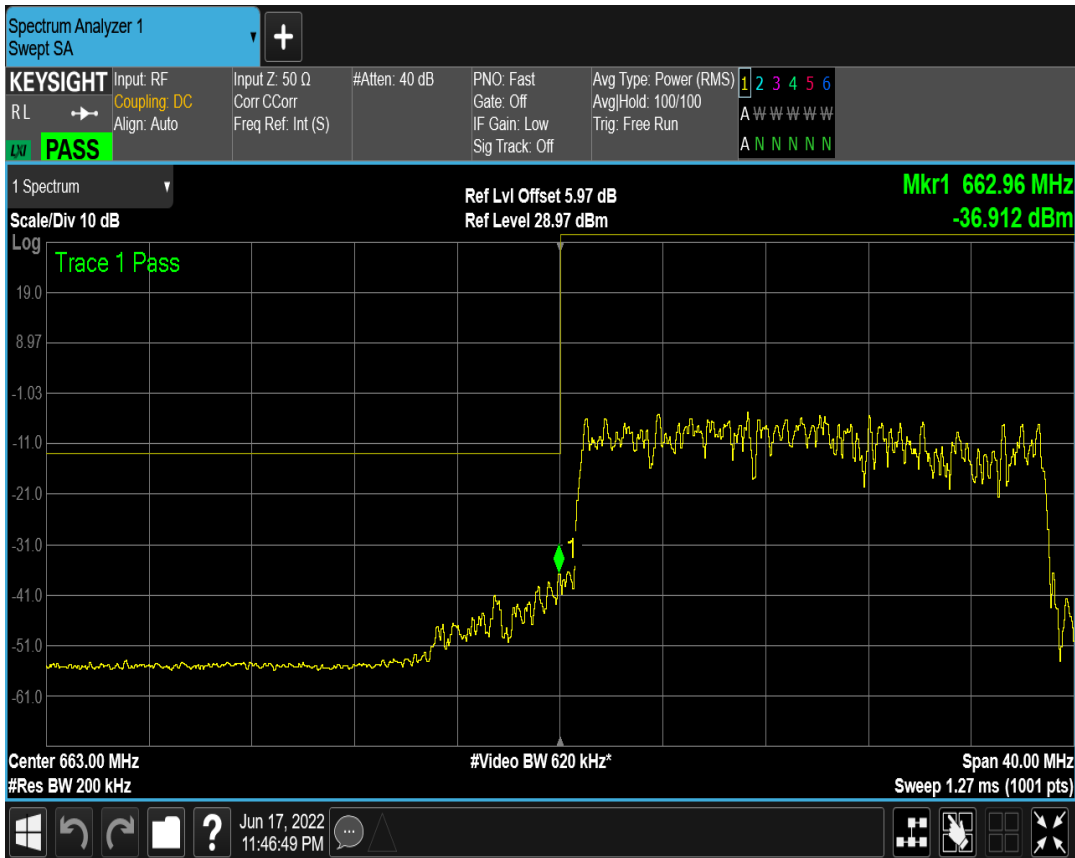 Spectrum Analyzer 1
Swept SA
+
KEYSIGHT
RL
LXI PASS
Input: RF
Coupling: DC
Align: Auto
Input Z: 50 Ω
Corr CCorr
Freq Ref: Int (S)
#Atten: 40 dB
PNO: Fast
Gate: Off
IF Gain: Low
Sig Track: Off
Avg Type: Power (RMS)
Avg|Hold: 100/100
Trig: Free Run
1 2 3 4 5 6
A W W W W W
A N N N N N
1 Spectrum
Scale/Div 10 dB
Ref Lvl Offset 5.97 dB
Ref Level 28.97 dBm
Mkr1 662.96 MHz
-36.912 dBm
Log
Trace 1 Pass
19.0
8.97
-1.03
-11.0
-21.0
-31.0
-41.0
-51.0
-61.0
1
Center 663.00 MHz
#Res BW 200 kHz
#Video BW 620 kHz*
Span 40.00 MHz
Sweep 1.27 ms (1001 pts)
?
Jun 17, 2022
11:46:49 PM